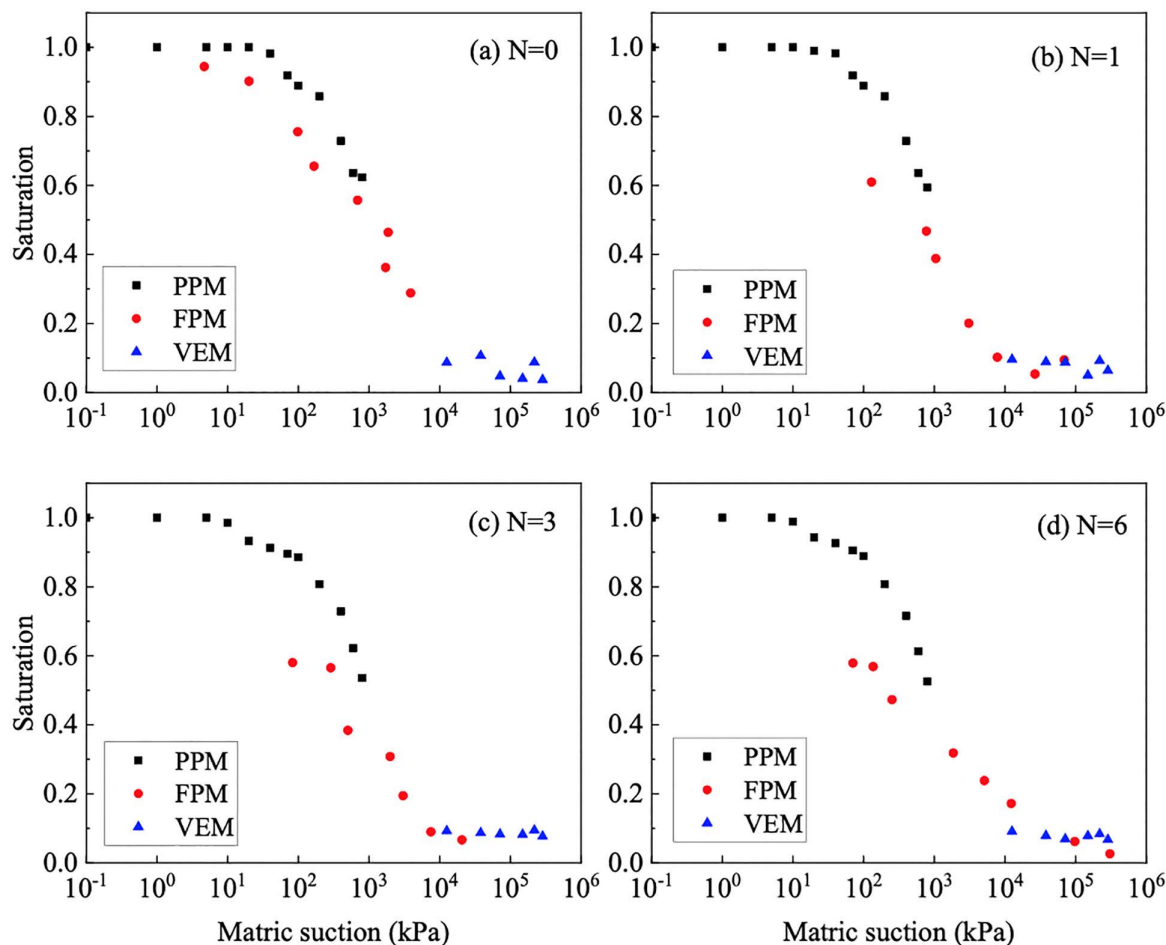 (a) N=0
Saturation
1.0
0.8
0.6
0.4
0.2
0.0
PPM
FPM
VEM
10⁻¹ 10⁰ 10¹ 10² 10³ 10⁴ 10⁵ 10⁶
(b) N=1
1.0
0.8
0.6
0.4
0.2
0.0
PPM
FPM
VEM
10⁻¹ 10⁰ 10¹ 10² 10³ 10⁴ 10⁵ 10⁶
(c) N=3
Saturation
1.0
0.8
0.6
0.4
0.2
0.0
PPM
FPM
VEM
10⁻¹ 10⁰ 10¹ 10² 10³ 10⁴ 10⁵ 10⁶
Matric suction (kPa)
(d) N=6
1.0
0.8
0.6
0.4
0.2
0.0
PPM
FPM
VEM
10⁻¹ 10⁰ 10¹ 10² 10³ 10⁴ 10⁵ 10⁶
Matric suction (kPa)